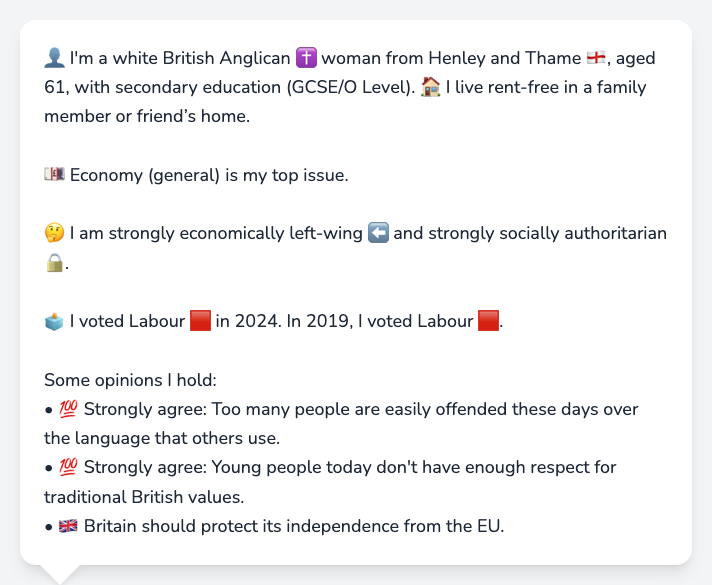 👤 I'm a white British Anglican ✝️ woman from Henley and Thame 🏴󠁧󠁢󠁥󠁮󠁧󠁿, aged
61, with secondary education (GCSE/O Level). 🏠 I live rent-free in a family
member or friend’s home.
💷 Economy (general) is my top issue.
🤔 I am strongly economically left-wing ⬅️ and strongly socially authoritarian
🔒.
🗳️ I voted Labour 🟥 in 2024. In 2019, I voted Labour 🟥.
Some opinions I hold:
• 💯 Strongly agree: Too many people are easily offended these days over
the language that others use.
• 💯 Strongly agree: Young people today don't have enough respect for
traditional British values.
• 🇬🇧 Britain should protect its independence from the EU.